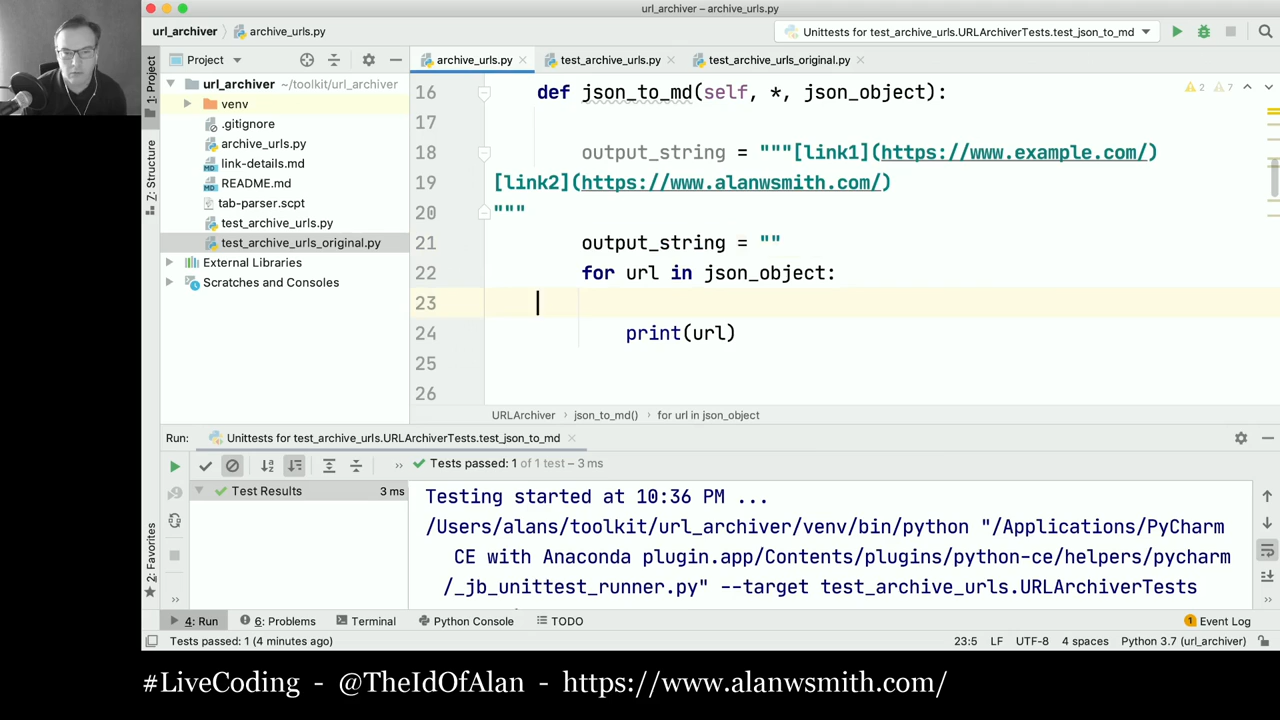 url_archiver – archive_urls.py
url_archiver archive_urls.py Unittests for test_archive_urls.URLArchiverTests.test_json_to_md
1: Project
Z: Structure
2: Favorites
Project
url_archiver ~/toolkit/url_archiver
venv
.gitignore
archive_urls.py
link-details.md
README.md
tab-parser.scpt
test_archive_urls.py
test_archive_urls_original.py
External Libraries
Scratches and Consoles
archive_urls.py test_archive_urls.py test_archive_urls_original.py
2 7
16 def json_to_md(self, *, json_object):
17
18 output_string = """[link1](https://www.example.com/)
19 [link2](https://www.alanwsmith.com/)
20 """
21 output_string = ""
22 for url in json_object:
23
24 print(url)
25
26
URLArchiver json_to_md() for url in json_object
Run: Unittests for test_archive_urls.URLArchiverTests.test_json_to_md
» Tests passed: 1 of 1 test – 3 ms
Test Results 3 ms
Testing started at 10:36 PM ...
/Users/alans/toolkit/url_archiver/venv/bin/python "/Applications/PyCharm
CE with Anaconda plugin.app/Contents/plugins/python-ce/helpers/pycharm
/_jb_unittest_runner.py" --target test_archive_urls.URLArchiverTests
4: Run 6: Problems Terminal Python Console TODO 1 Event Log
Tests passed: 1 (4 minutes ago) 23:5 LF UTF-8 4 spaces Python 3.7 (url_archiver)
#LiveCoding - @TheIdOfAlan - https://www.alanwsmith.com/